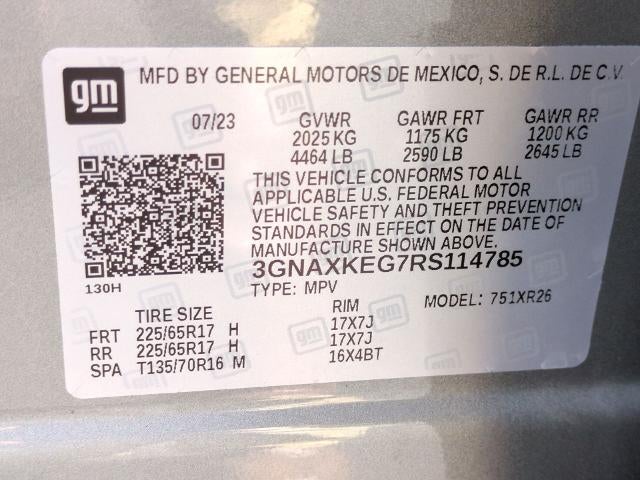 gm
MFD BY GENERAL MOTORS DE MEXICO, S. DE R.L. DE C.V.
07/23 GVWR GAWR FRT GAWR RR
2025 KG 1175 KG 1200 KG
4464 LB 2590 LB 2645 LB
THIS VEHICLE CONFORMS TO ALL
APPLICABLE U.S. FEDERAL MOTOR
VEHICLE SAFETY AND THEFT PREVENTION
STANDARDS IN EFFECT ON THE DATE OF
MANUFACTURE SHOWN ABOVE.
3GNAXKEG7RS114785
130H
TYPE: MPV MODEL: 751XR26
TIRE SIZE RIM
FRT 225/65R17 H 17X7J
RR 225/65R17 H 17X7J
SPA T135/70R16 M 16X4BT